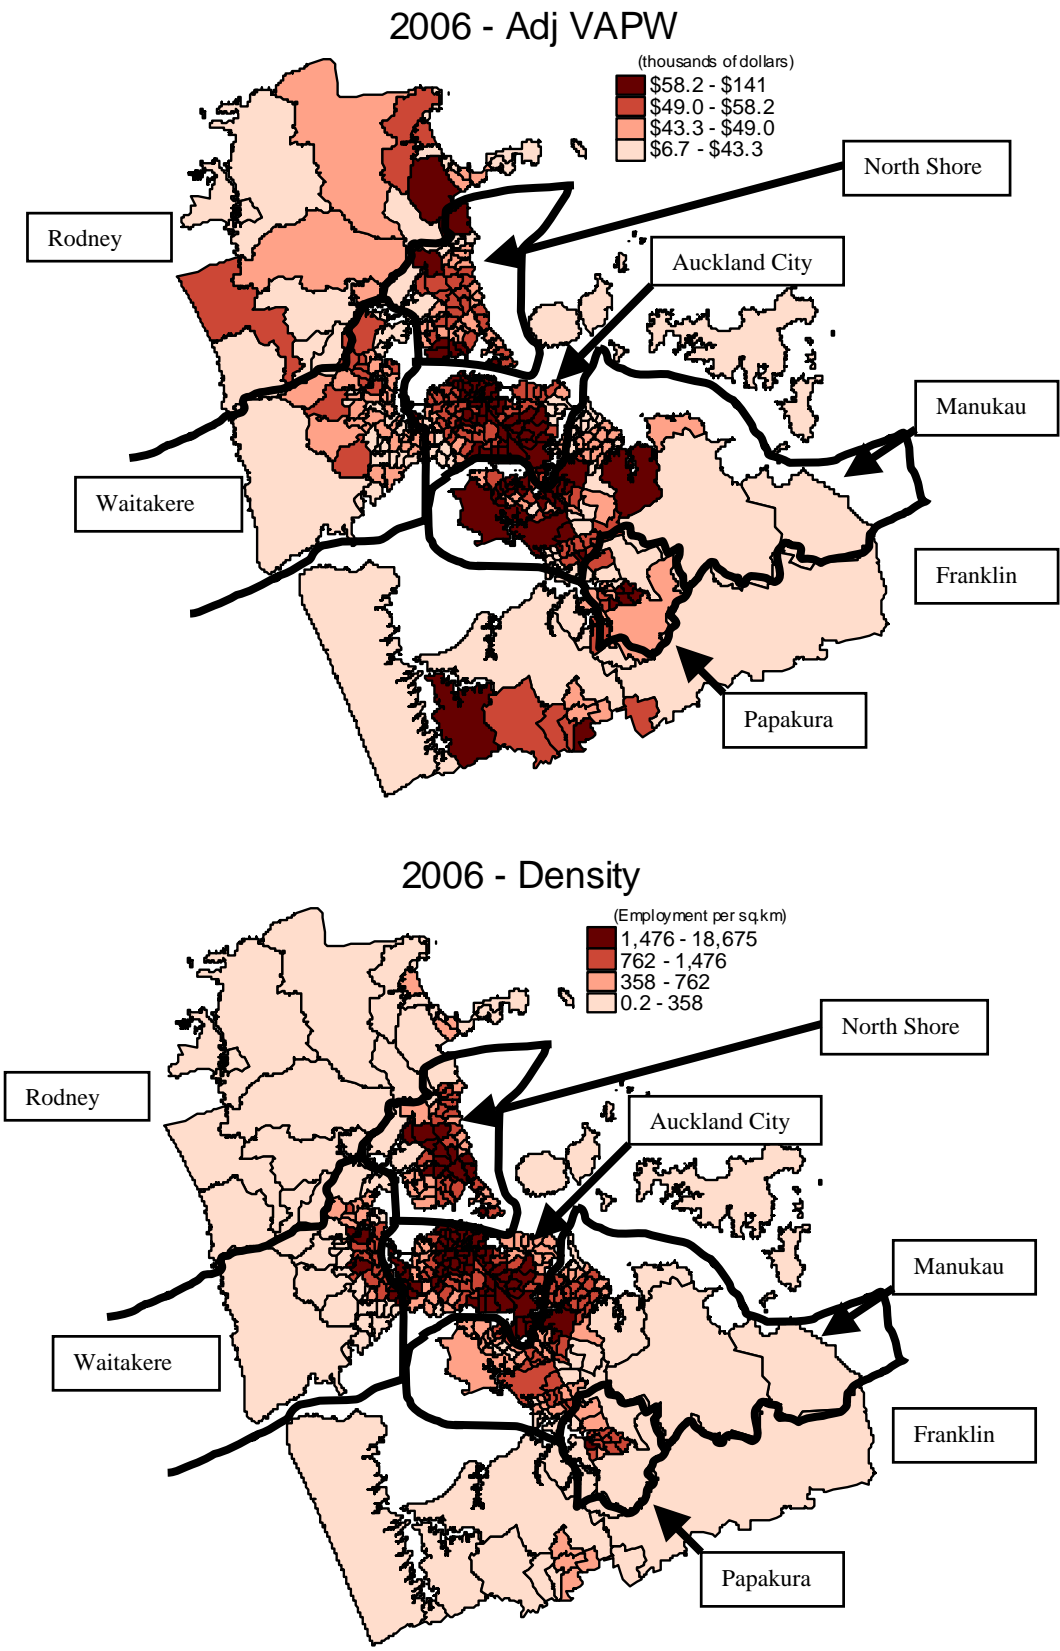 2006 - Adj VAPW
(thousands of dollars)
$58.2 - $141
$49.0 - $58.2
$43.3 - $49.0
$6.7 - $43.3
North Shore
Rodney
Auckland City
Manukau
Waitakere
Franklin
Papakura
2006 - Density
(Employment per sq.km)
1,476 - 18,675
762 - 1,476
358 - 762
0.2 - 358
North Shore
Rodney
Auckland City
Manukau
Waitakere
Franklin
Papakura